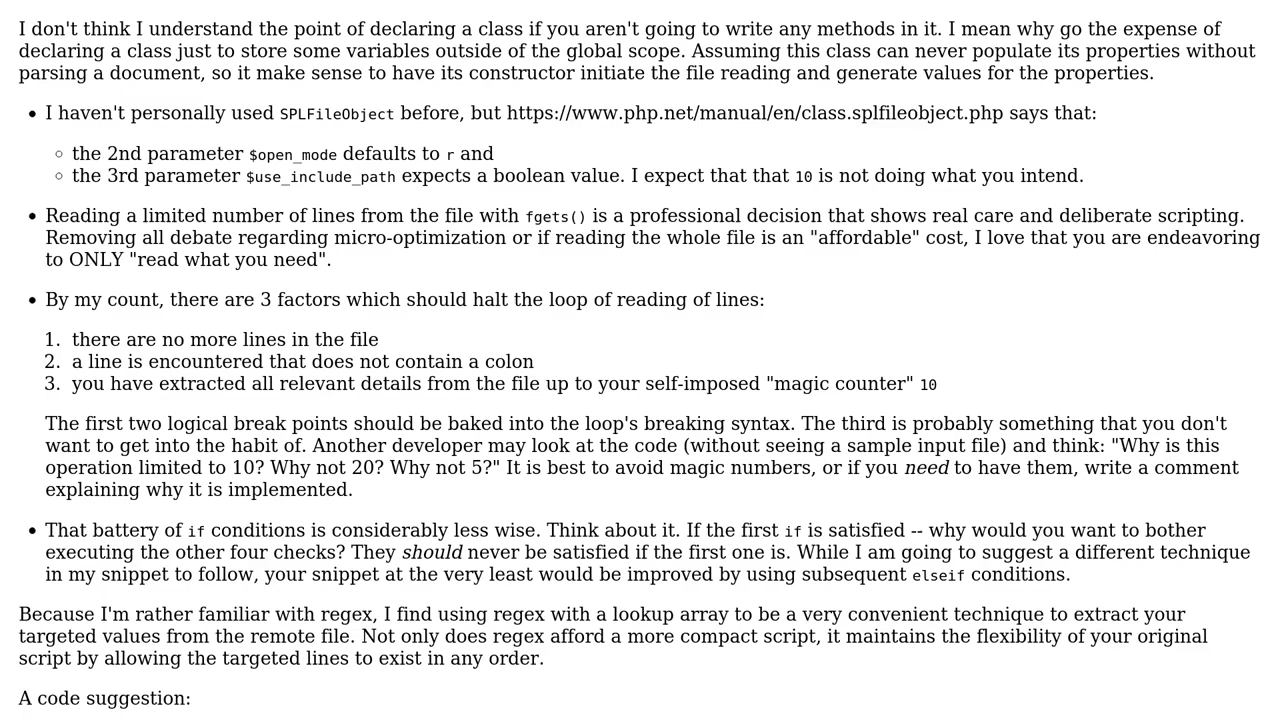 I don't think I understand the point of declaring a class if you aren't going to write any methods in it. I mean why go the expense of
declaring a class just to store some variables outside of the global scope. Assuming this class can never populate its properties without
parsing a document, so it make sense to have its constructor initiate the file reading and generate values for the properties.
• I haven't personally used SPLFileObject before, but https://www.php.net/manual/en/class.splfileobject.php says that:
◦ the 2nd parameter $open_mode defaults to r and
◦ the 3rd parameter $use_include_path expects a boolean value. I expect that that 10 is not doing what you intend.
• Reading a limited number of lines from the file with fgets() is a professional decision that shows real care and deliberate scripting.
Removing all debate regarding micro-optimization or if reading the whole file is an "affordable" cost, I love that you are endeavoring
to ONLY "read what you need".
• By my count, there are 3 factors which should halt the loop of reading of lines:
1. there are no more lines in the file
2. a line is encountered that does not contain a colon
3. you have extracted all relevant details from the file up to your self-imposed "magic counter" 10
The first two logical break points should be baked into the loop's breaking syntax. The third is probably something that you don't
want to get into the habit of. Another developer may look at the code (without seeing a sample input file) and think: "Why is this
operation limited to 10? Why not 20? Why not 5?" It is best to avoid magic numbers, or if you need to have them, write a comment
explaining why it is implemented.
• That battery of if conditions is considerably less wise. Think about it. If the first if is satisfied -- why would you want to bother
executing the other four checks? They should never be satisfied if the first one is. While I am going to suggest a different technique
in my snippet to follow, your snippet at the very least would be improved by using subsequent elseif conditions.
Because I'm rather familiar with regex, I find using regex with a lookup array to be a very convenient technique to extract your
targeted values from the remote file. Not only does regex afford a more compact script, it maintains the flexibility of your original
script by allowing the targeted lines to exist in any order.
A code suggestion: